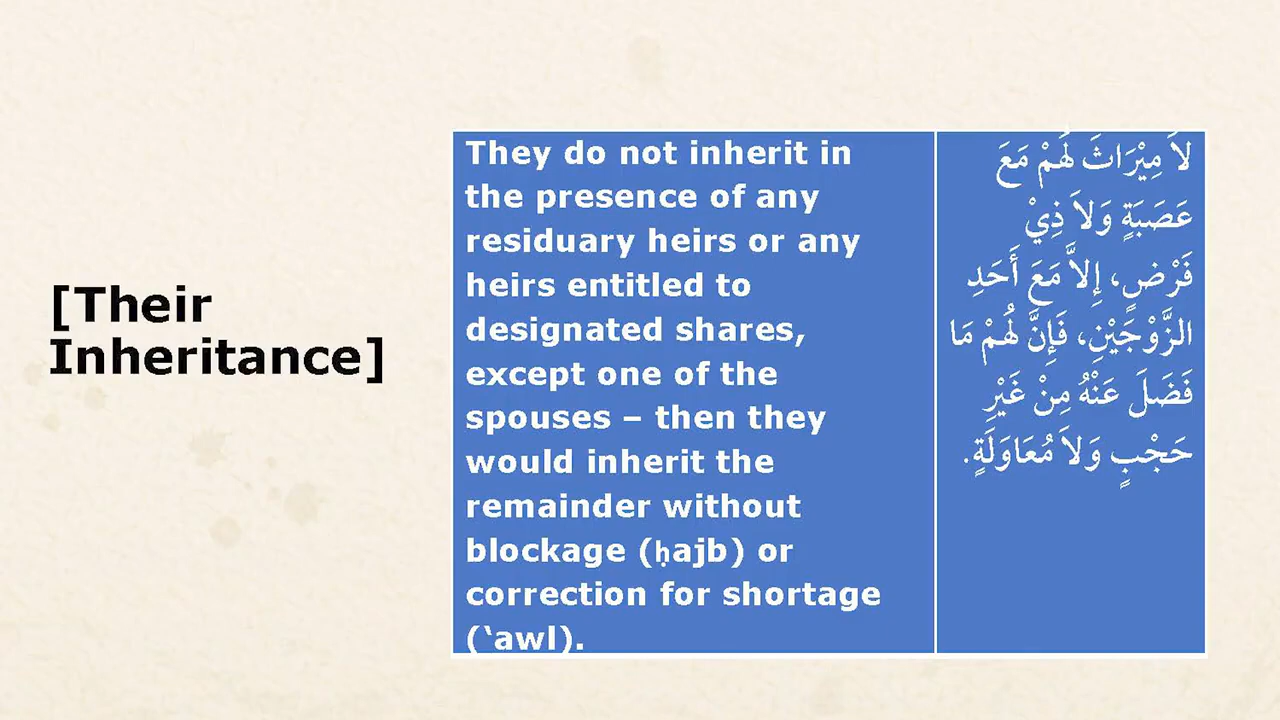 [Their
Inheritance]
They do not inherit in
the presence of any
residuary heirs or any
heirs entitled to
designated shares,
except one of the
spouses – then they
would inherit the
remainder without
blockage (ḥajb) or
correction for shortage
(‘awl).
لاَ مِيْرَاثَ لَهُمْ مَعَ
عَصَبَةٍ وَلاَ ذِيْ
فَرْضٍ، إِلاَّ مَعَ أَحَدِ
الزَّوْجَيْنِ، فَإِنَّ لَهُمْ مَا
فَضَلَ عَنْهُ مِنْ غَيْرِ
حَجْبٍ وَلاَ مُعَاوَلَةٍ.